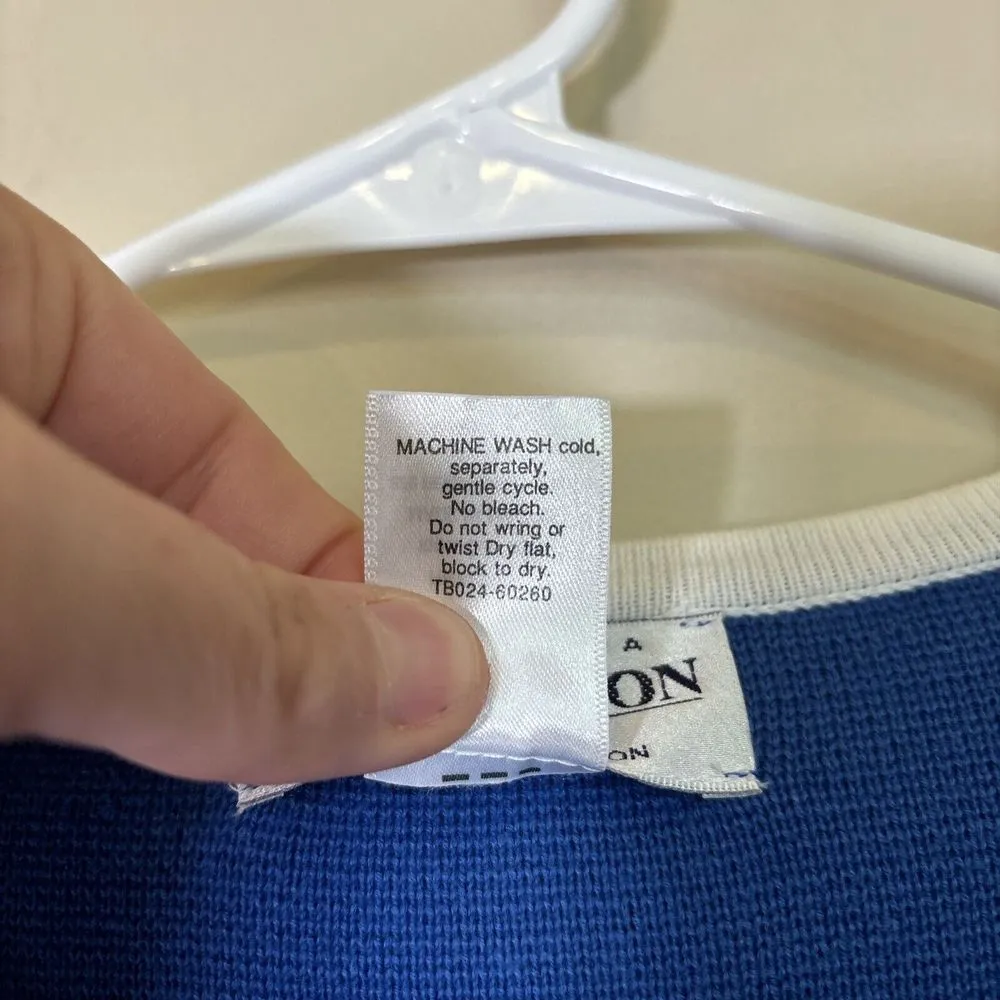 MACHINE WASH cold,
separately,
gentle cycle.
No bleach.
Do not wring or
twist Dry flat,
block to dry.
TB024-60260
A
ON
ON